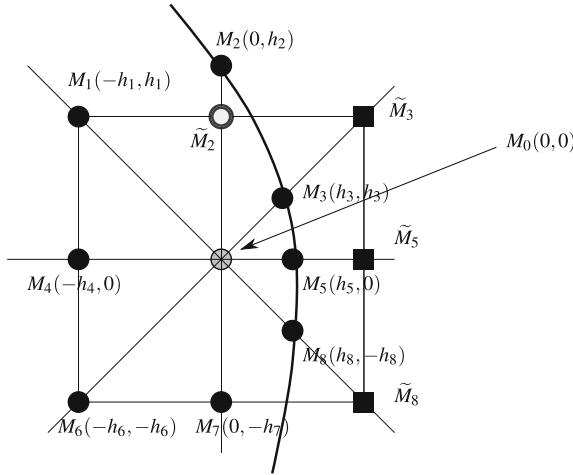 M₂(0,h₂)
M₁(−h₁,h₁)
M̃₃
M̃₂
M₀(0,0)
M₃(h₃,h₃)
M̃₅
M₄(−h₄,0)
M₅(h₅,0)
M₈(h₈,−h₈)
M̃₈
M₆(−h₆,−h₆)
M₇(0,−h₇)